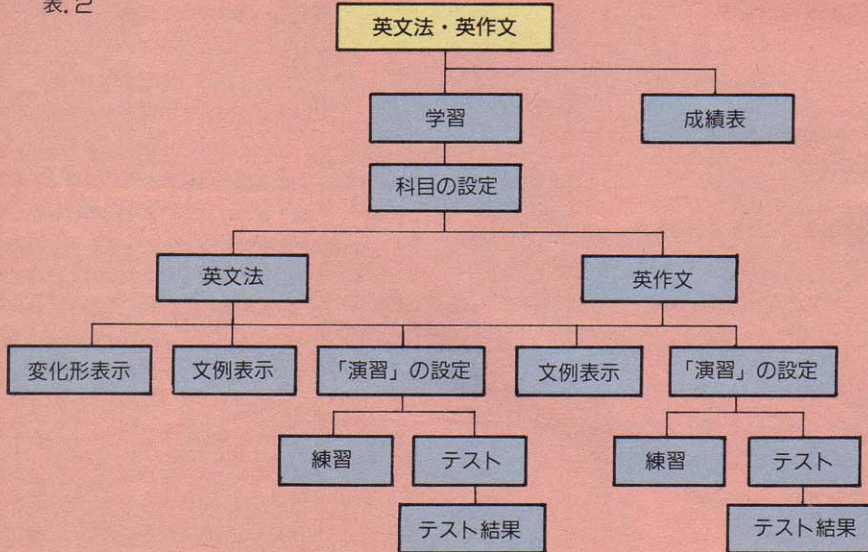 表.2
英文法・英作文
学習
成績表
科目の設定
英文法
英作文
変化形表示
文例表示
「演習」の設定
文例表示
「演習」の設定
練習
テスト
練習
テスト
テスト結果
テスト結果